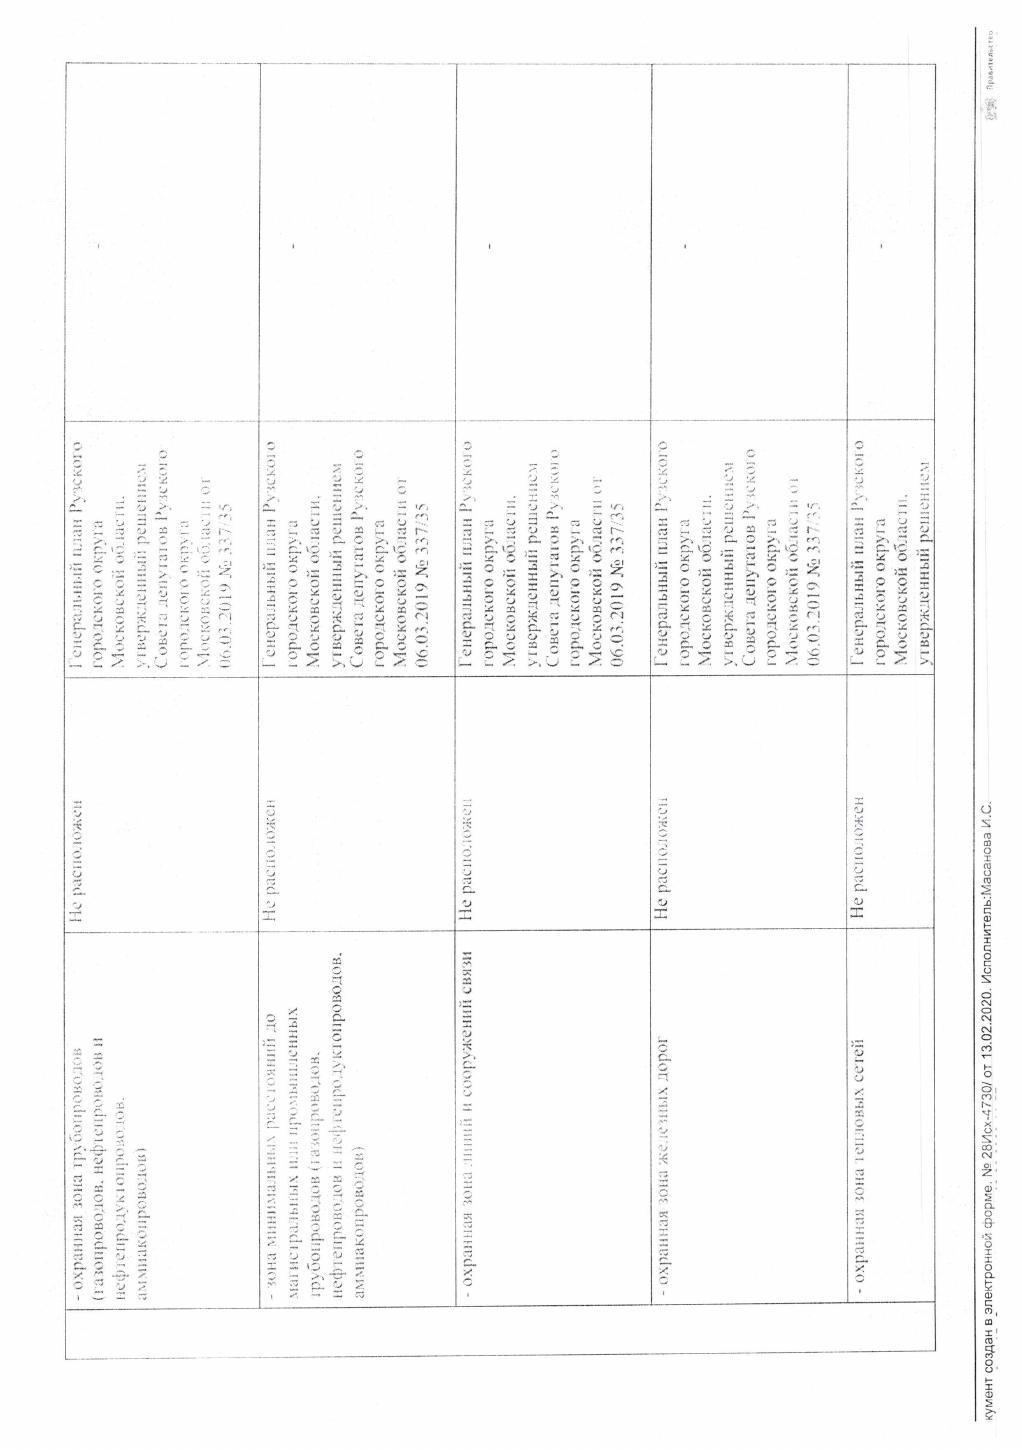 - охранная зона трубопроводов
(газопроводов, нефтепроводов и
нефтепродуктопроводов,
аммиакопроводов)
Не расположен
Генеральный план Рузского
городского округа
Московской области,
утвержденный решением
Совета депутатов Рузского
городского округа
Московской области от
06.03.2019 № 337/35
-
- зона минимальных расстояний до
магистральных или промышленных
трубопроводов (газопроводов,
нефтепроводов и нефтепродуктопроводов,
аммиакопроводов)
Не расположен
Генеральный план Рузского
городского округа
Московской области,
утвержденный решением
Совета депутатов Рузского
городского округа
Московской области от
06.03.2019 № 337/35
-
- охранная зона линий и сооружений связи
Не расположен
Генеральный план Рузского
городского округа
Московской области,
утвержденный решением
Совета депутатов Рузского
городского округа
Московской области от
06.03.2019 № 337/35
-
- охранная зона железных дорог
Не расположен
Генеральный план Рузского
городского округа
Московской области,
утвержденный решением
Совета депутатов Рузского
городского округа
Московской области от
06.03.2019 № 337/35
-
- охранная зона тепловых сетей
Не расположен
Генеральный план Рузского
городского округа
Московской области,
утвержденный решением
-
кумент создан в электронной форме. № 28Исх-4730/ от 13.02.2020. Исполнитель:Масанова И.С.
Правительство